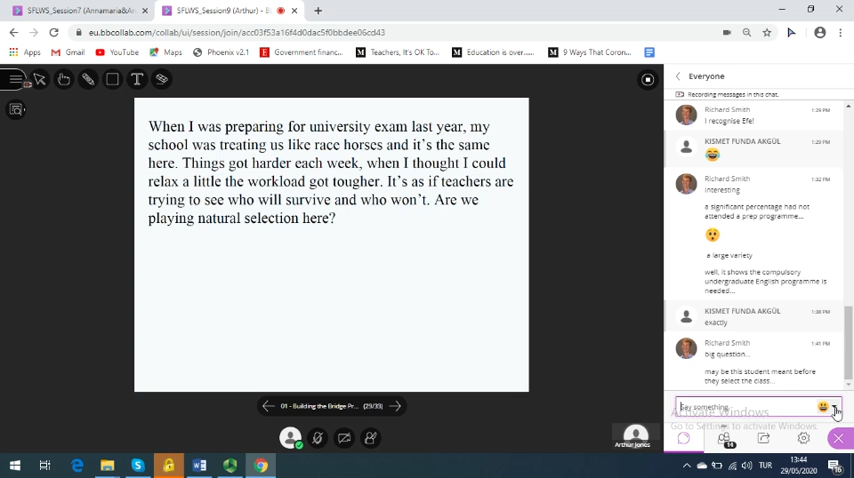 SFLWS_Session7 (Annamaria&An
SFLWS_Session9 (Arthur) - B
eu.bbcollab.com/collab/ui/session/join/acc03f53a16f4d0dac5f0bbdee06cd43
Apps
Gmail
YouTube
Maps
Phoenix v2.1
Government financ...
Teachers, It's OK To...
Education is over......
9 Ways That Coron...
Everyone
Recording messages in this chat.
Richard Smith 1:29 PM
I recognise Efe!
KISMET FUNDA AKGÜL 1:29 PM
Richard Smith 1:32 PM
Interesting
a significant percentage had not
attended a prep programme...
a large variety
well, it shows the compulsory
undergraduate English programme is
needed...
KISMET FUNDA AKGÜL 1:38 PM
exactly
Richard Smith 1:41 PM
big question...
may be this student meant before
they select the class...
Say something
Activate Windows
Go to Settings to activate Windows.
14
When I was preparing for university exam last year, my
school was treating us like race horses and it's the same
here. Things got harder each week, when I thought I could
relax a little the workload got tougher. It's as if teachers are
trying to see who will survive and who won't. Are we
playing natural selection here?
01 - Building the Bridge Pr... (29/33)
Arthur Jones
TUR
13:44
29/05/2020
16